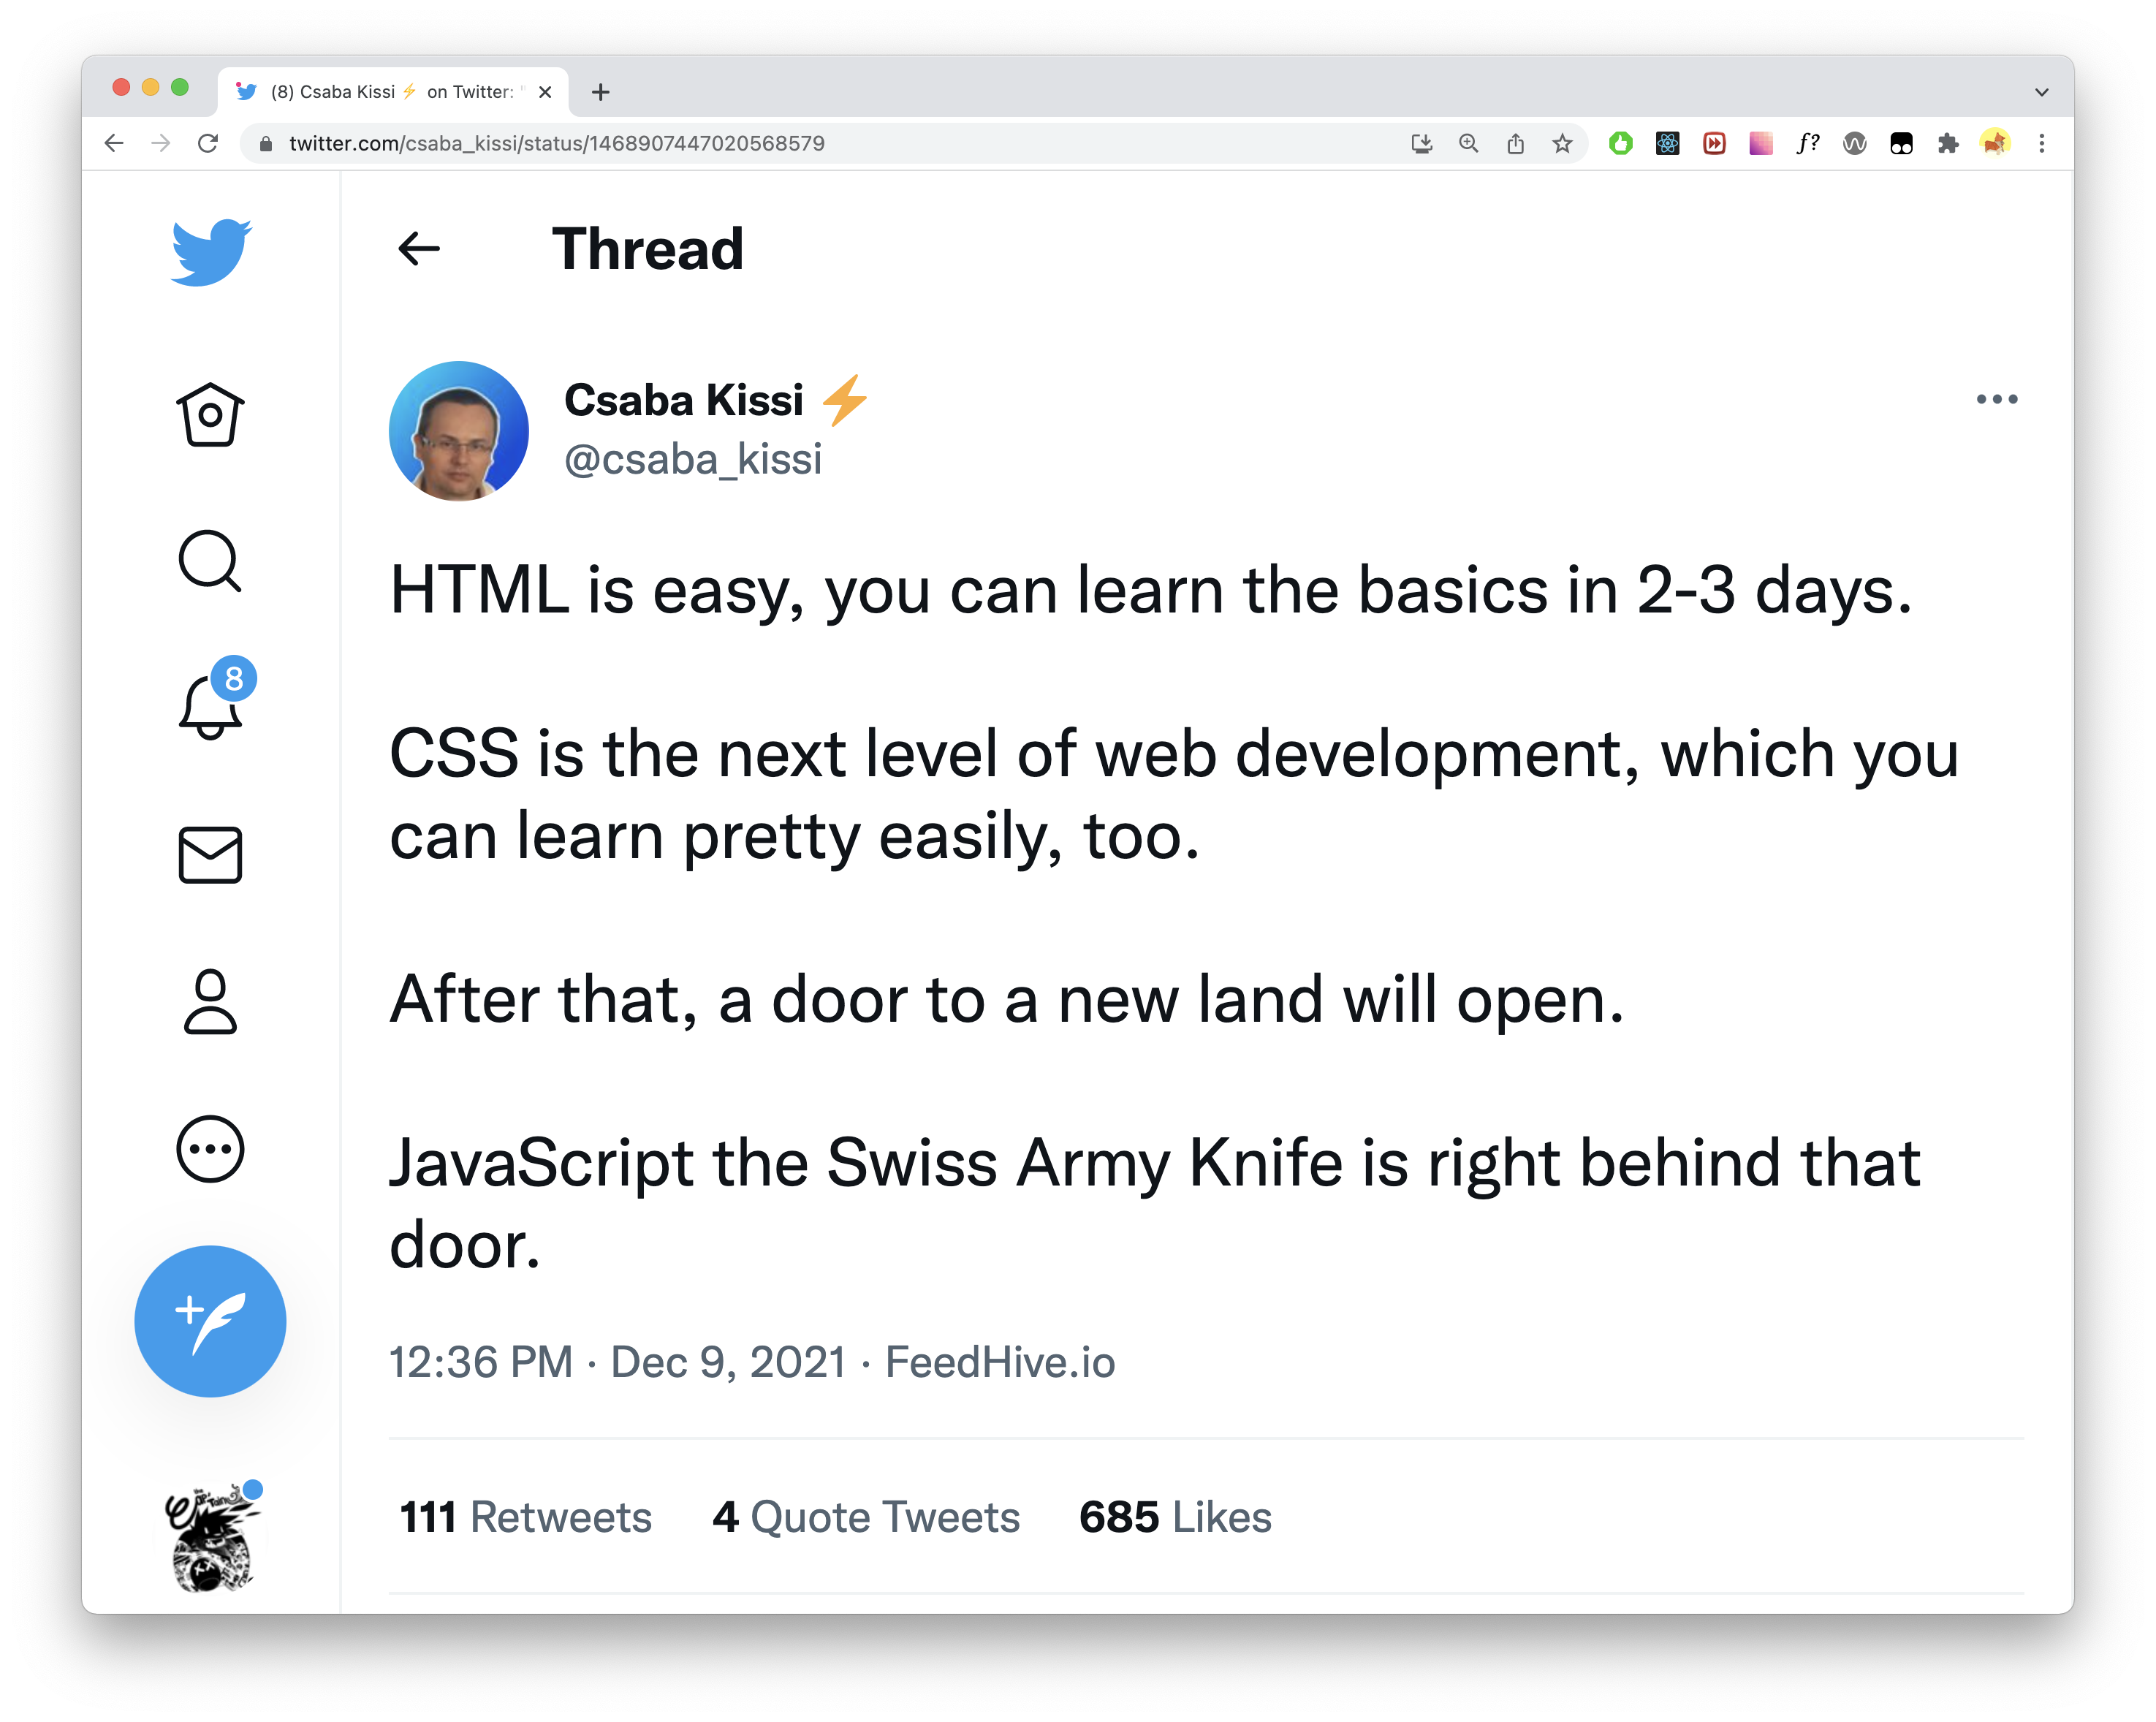 (8) Csaba Kissi⚡ on Twitter: "
twitter.com/csaba_kissi/status/1468907447020568579
f?
Thread
Csaba Kissi ⚡
@csaba_kissi
8
HTML is easy, you can learn the basics in 2-3 days.
CSS is the next level of web development, which you
can learn pretty easily, too.
After that, a door to a new land will open.
JavaScript the Swiss Army Knife is right behind that
door.
12:36 PM · Dec 9, 2021 · FeedHive.io
111 Retweets 4 Quote Tweets 685 Likes